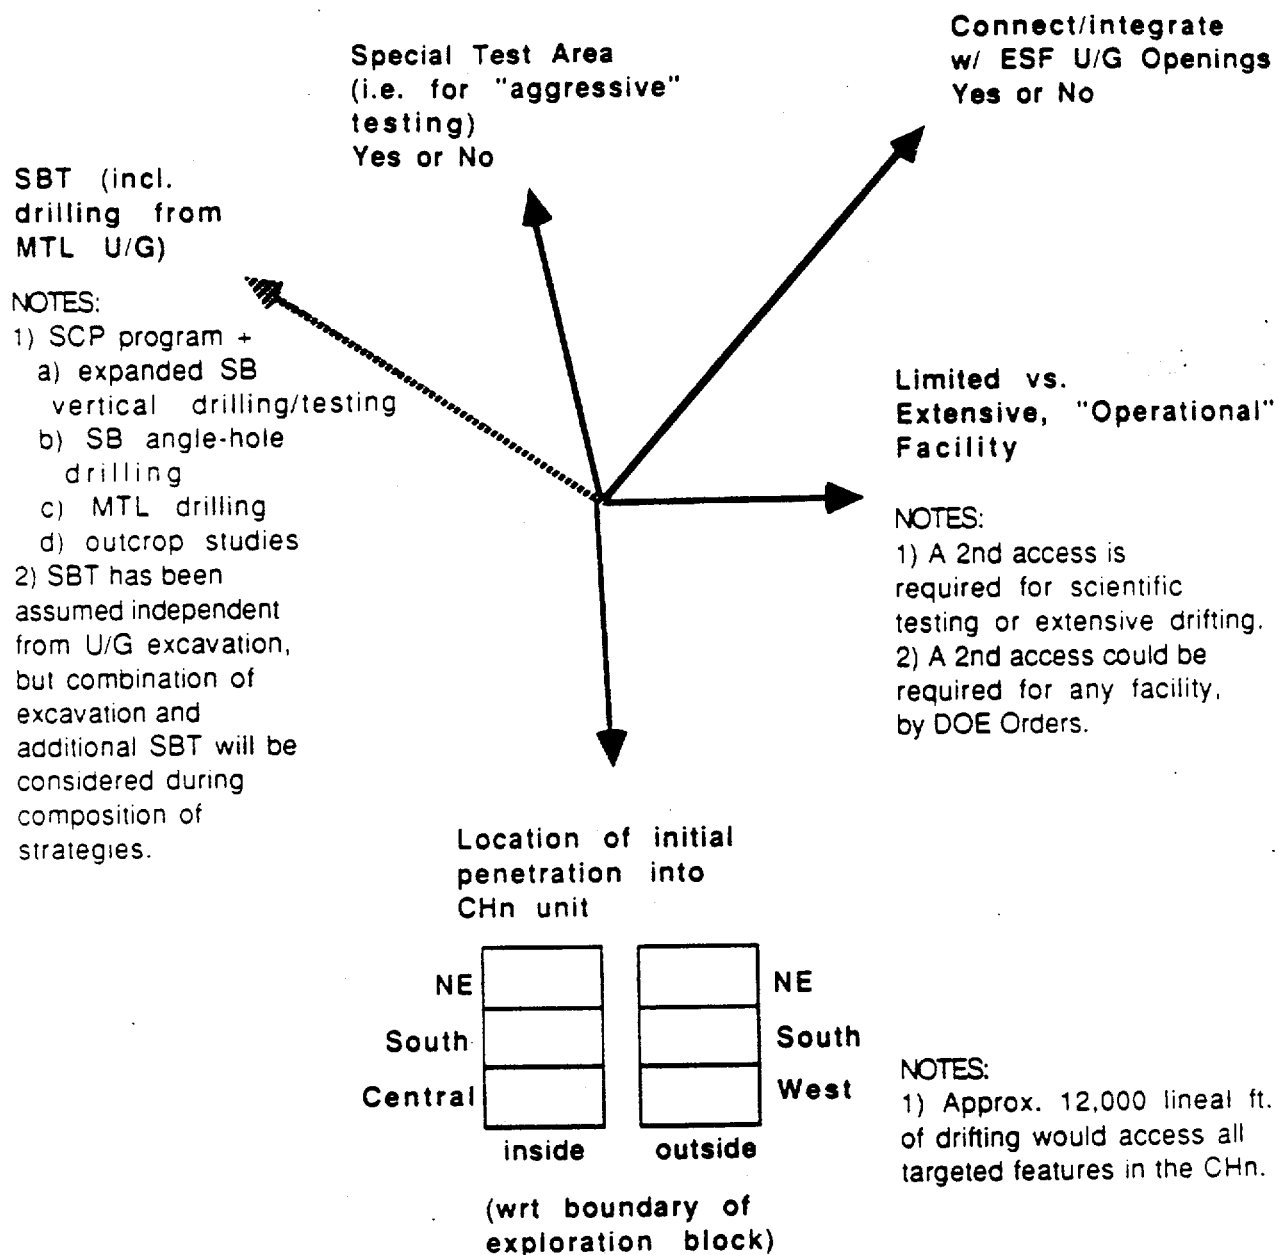 Connect/integrate
w/ ESF U/G Openings
Yes or No
Special Test Area
(i.e. for "aggressive"
testing)
Yes or No
SBT (incl.
drilling from
MTL U/G)
NOTES:
1) SCP program +
a) expanded SB
vertical drilling/testing
b) SB angle-hole
drilling
c) MTL drilling
d) outcrop studies
2) SBT has been
assumed independent
from U/G excavation,
but combination of
excavation and
additional SBT will be
considered during
composition of
strategies.
Limited vs.
Extensive, "Operational"
Facility
NOTES:
1) A 2nd access is
required for scientific
testing or extensive drifting.
2) A 2nd access could be
required for any facility,
by DOE Orders.
Location of initial
penetration into
CHn unit
NE NE
South South
Central West
inside outside
(wrt boundary of
exploration block)
NOTES:
1) Approx. 12,000 lineal ft.
of drifting would access all
targeted features in the CHn.